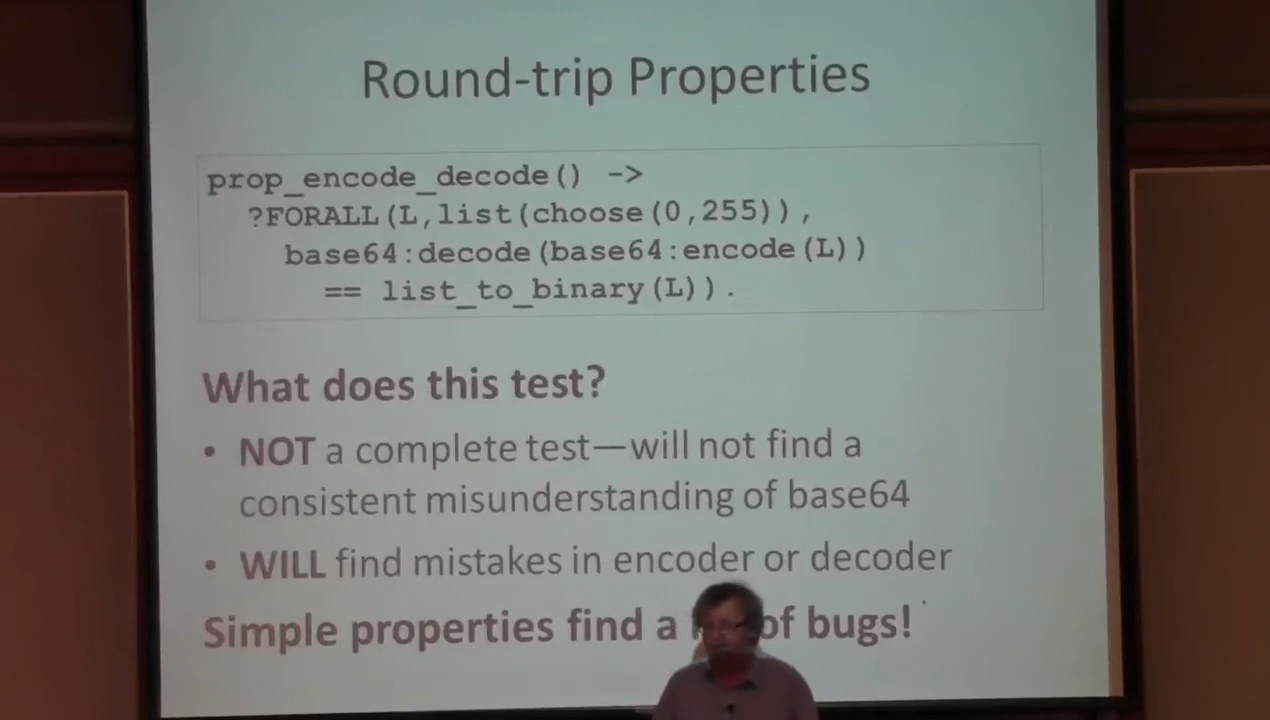 Round-trip Properties
prop_encode_decode() ->
?FORALL(L,list(choose(0,255)),
base64:decode(base64:encode(L))
== list_to_binary(L)).
What does this test?
• NOT a complete test—will not find a
consistent misunderstanding of base64
• WILL find mistakes in encoder or decoder
Simple properties find a of bugs!